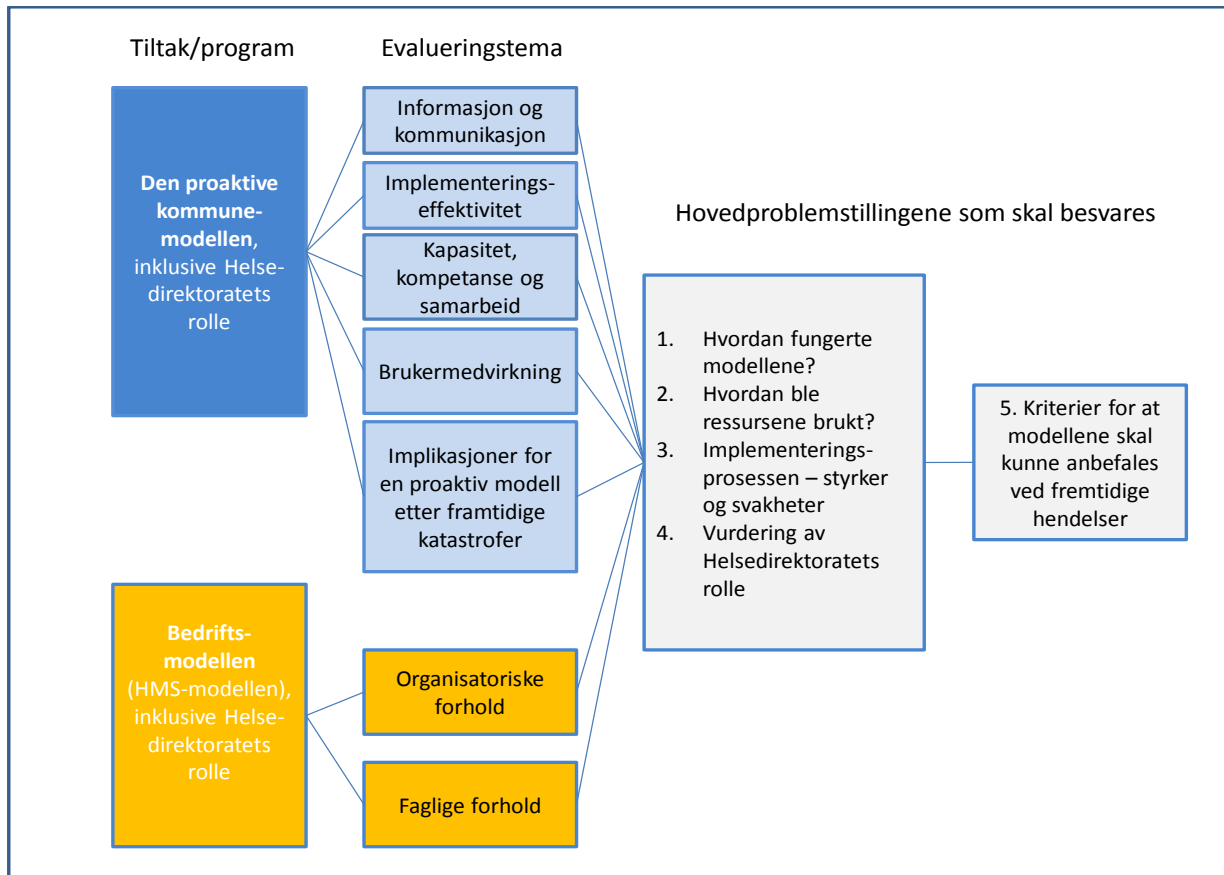 Tiltak/program
Evalueringstema
Den proaktive
kommune-
modellen,
inklusive Helse-
direktoratets
rolle
Informasjon og
kommunikasjon
Implementerings-
effektivitet
Kapasitet,
kompetanse og
samarbeid
Brukermedvirkning
Implikasjoner for
en proaktiv modell
etter framtidige
katastrofer
Bedrifts-
modellen
(HMS-modellen),
inklusive Helse-
direktoratets
rolle
Organisatoriske
forhold
Faglige forhold
Hovedproblemstillingene som skal besvares
1. Hvordan fungerte
modellene?
2. Hvordan ble
ressursene brukt?
3. Implementerings-
prosessen – styrker
og svakheter
4. Vurdering av
Helsedirektoratets
rolle
5. Kriterier for at
modellene skal
kunne anbefales
ved fremtidige
hendelser